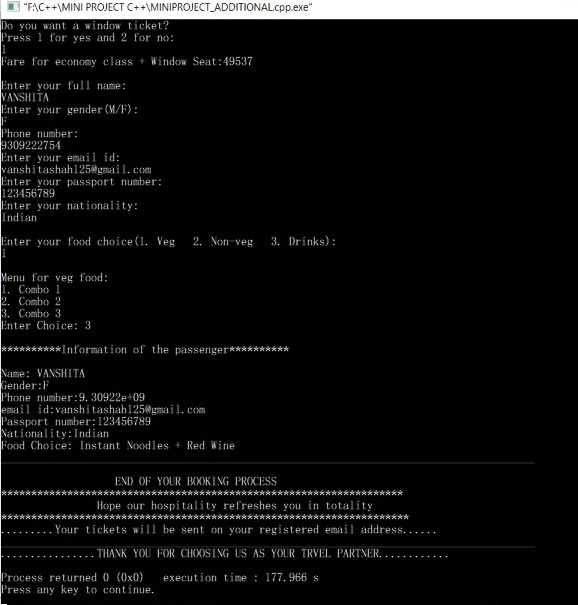 "F:\C++\MINI PROJECT C++\MINIPROJECT_ADDITIONAL.cpp.exe"
Do you want a window ticket?
Press 1 for yes and 2 for no:
1
Fare for economy class + Window Seat:49537
Enter your full name:
VANSHITA
Enter your gender(M/F):
F
Phone number:
9309222754
Enter your email id:
vanshitashah125@gmail.com
Enter your passport number:
123456789
Enter your nationality:
Indian
Enter your food choice(1. Veg   2. Non-veg   3. Drinks):
1
Menu for veg food:
1. Combo 1
2. Combo 2
3. Combo 3
Enter Choice: 3
**********Information of the passenger**********
Name: VANSHITA
Gender:F
Phone number:9.30922e+09
email id:vanshitashah125@gmail.com
Passport number:123456789
Nationality:Indian
Food Choice: Instant Noodles + Red Wine
END OF YOUR BOOKING PROCESS
*******************************************************************
Hope our hospitality refreshes you in totality
********************************************************************
.........Your tickets will be sent on your registered email address......
................THANK YOU FOR CHOOSING US AS YOUR TRVEL PARTNER............
Process returned 0 (0x0)   execution time : 177.966 s
Press any key to continue.